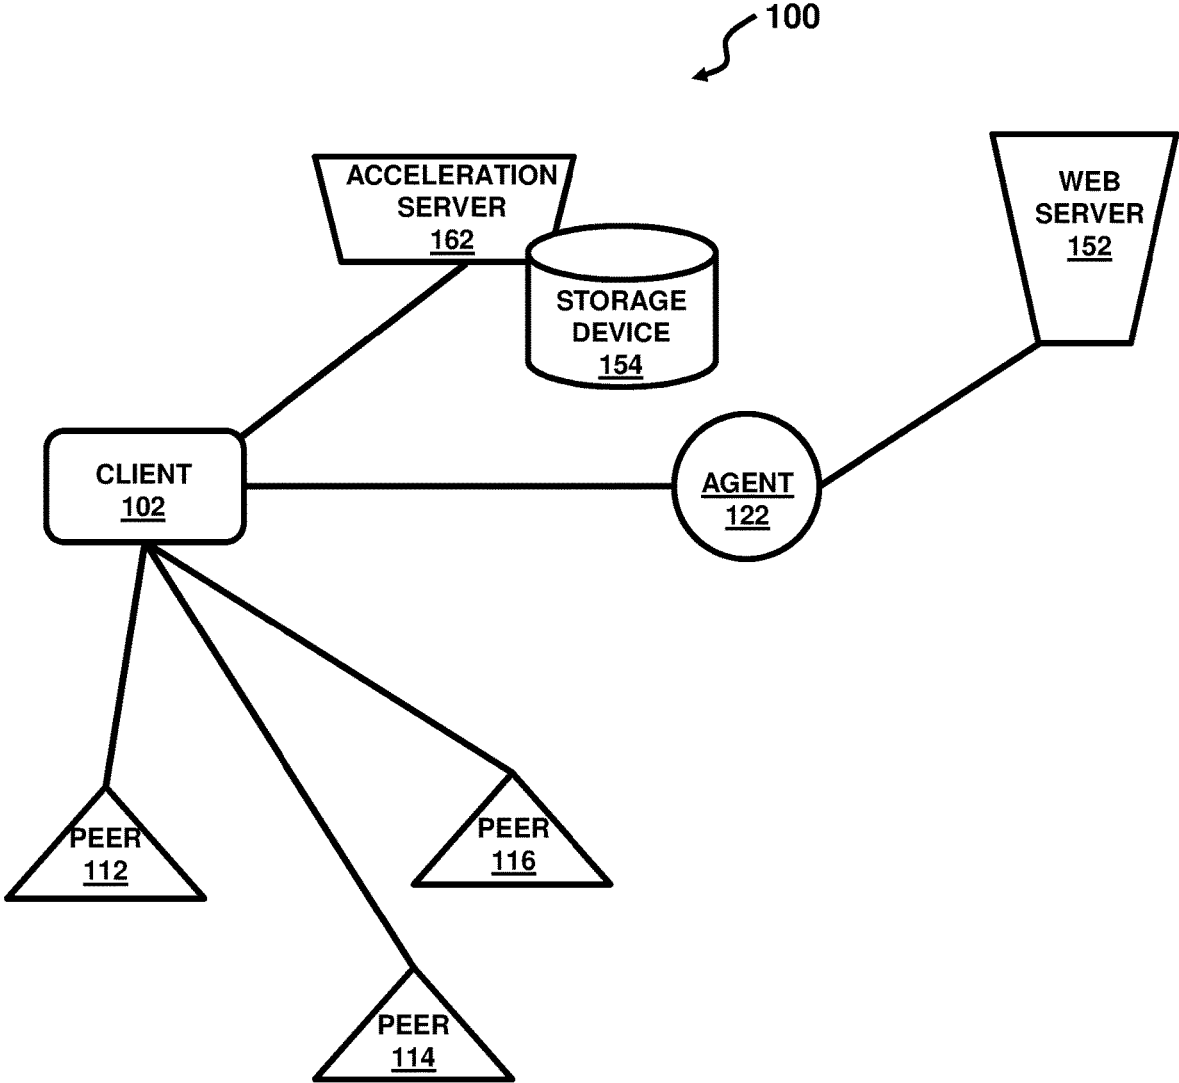 100
ACCELERATION
SERVER
162
STORAGE
DEVICE
154
WEB
SERVER
152
CLIENT
102
AGENT
122
PEER
112
PEER
116
PEER
114